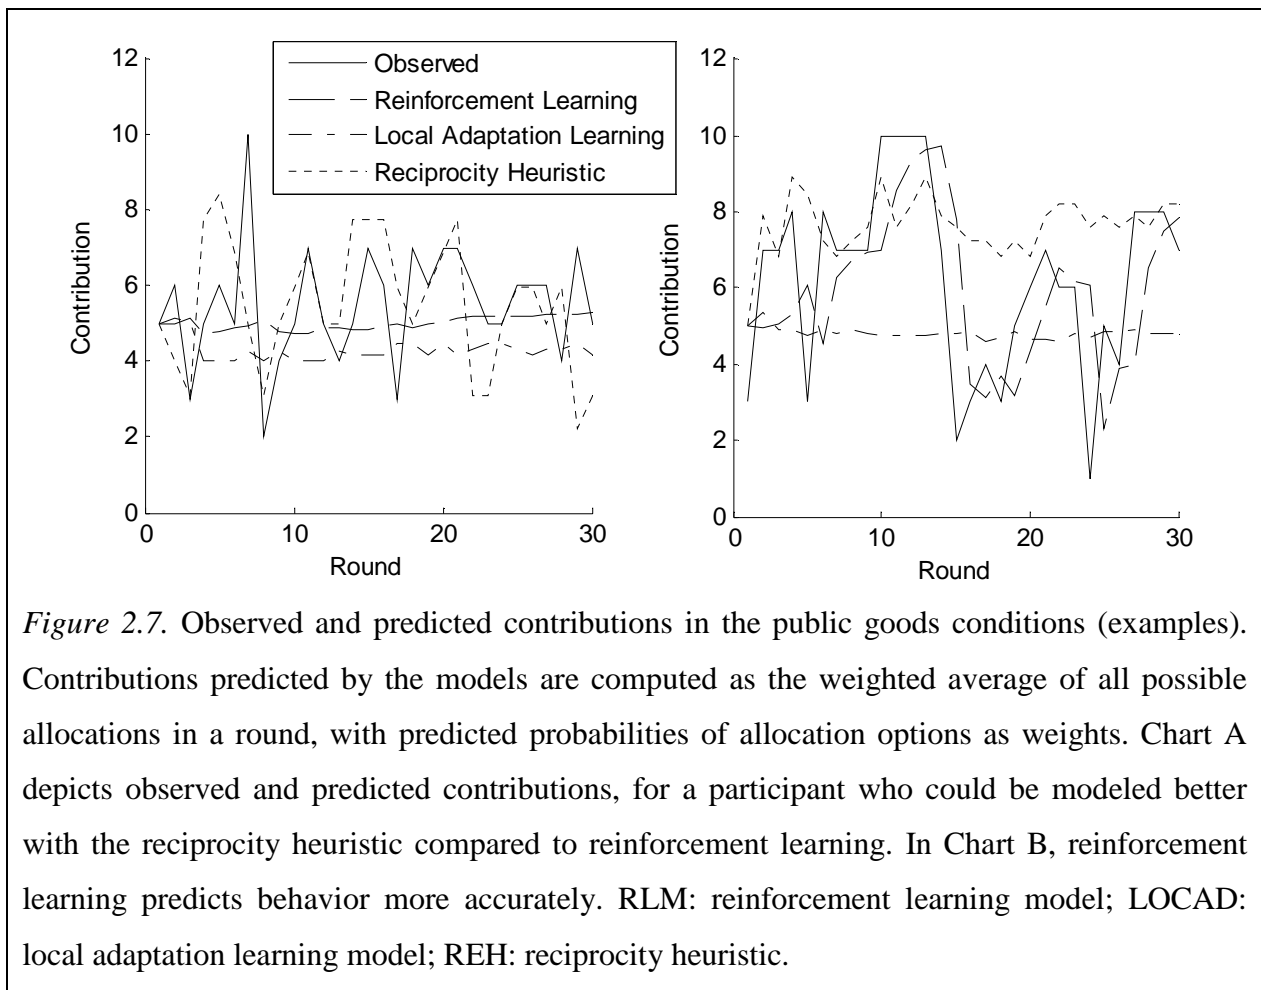 12
10
8
6
4
2
0
Contribution
0
10
20
30
Round
Observed
Reinforcement Learning
Local Adaptation Learning
Reciprocity Heuristic
12
10
8
6
4
2
0
Contribution
0
10
20
30
Round
Figure 2.7. Observed and predicted contributions in the public goods conditions (examples).
Contributions predicted by the models are computed as the weighted average of all possible
allocations in a round, with predicted probabilities of allocation options as weights. Chart A
depicts observed and predicted contributions, for a participant who could be modeled better
with the reciprocity heuristic compared to reinforcement learning. In Chart B, reinforcement
learning predicts behavior more accurately. RLM: reinforcement learning model; LOCAD:
local adaptation learning model; REH: reciprocity heuristic.